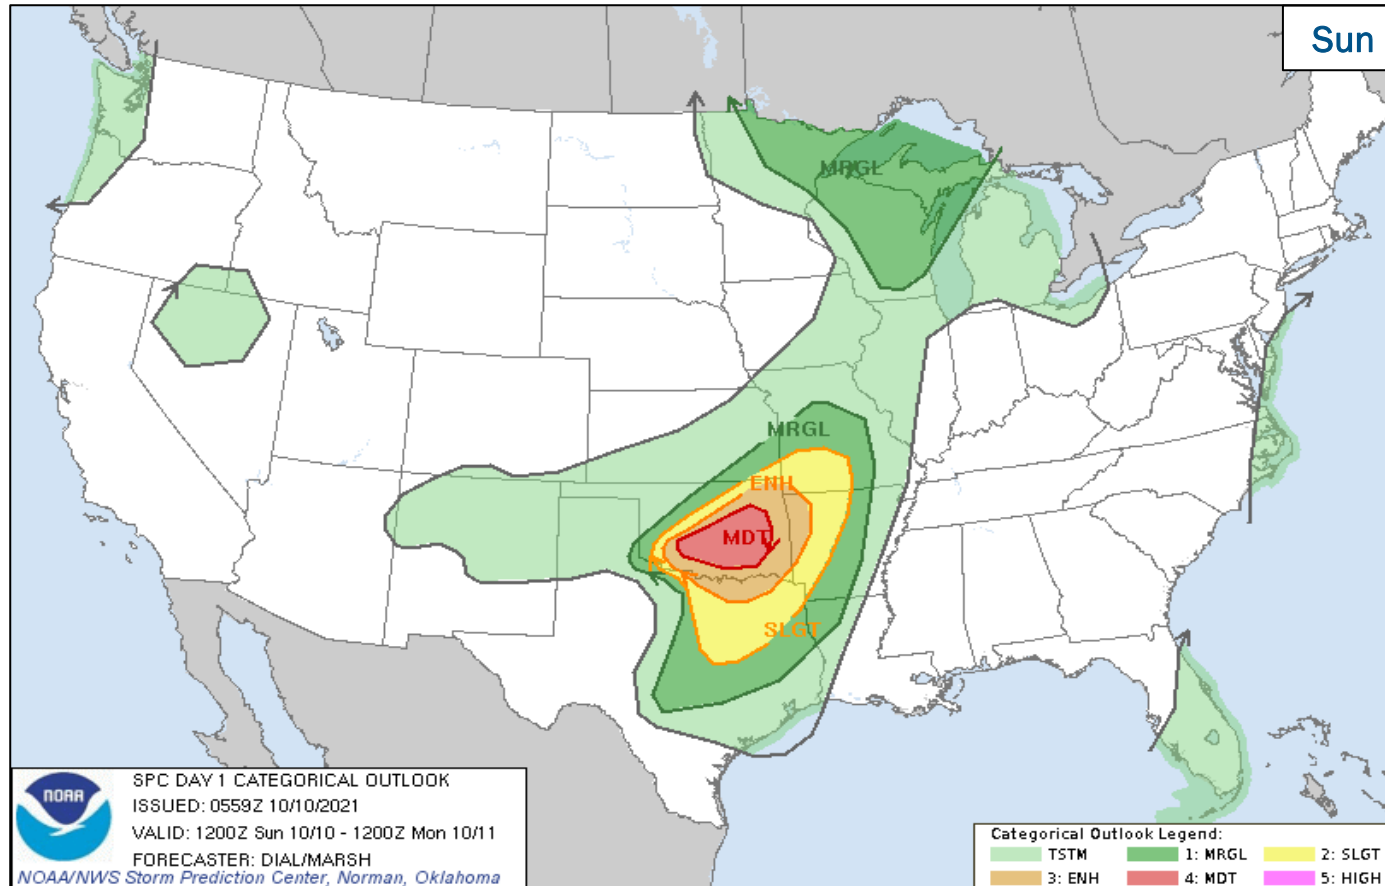 Sun
MRGL
MRGL
ENH
MDT
SLGT
NOAA
SPC DAY 1 CATEGORICAL OUTLOOK
ISSUED: 0559Z 10/10/2021
VALID: 1200Z Sun 10/10 - 1200Z Mon 10/11
FORECASTER: DIAL/MARSH
NOAA/NWS Storm Prediction Center, Norman, Oklahoma
Categorical Outlook Legend:
TSTM 1: MRGL 2: SLGT
3: ENH 4: MDT 5: HIGH